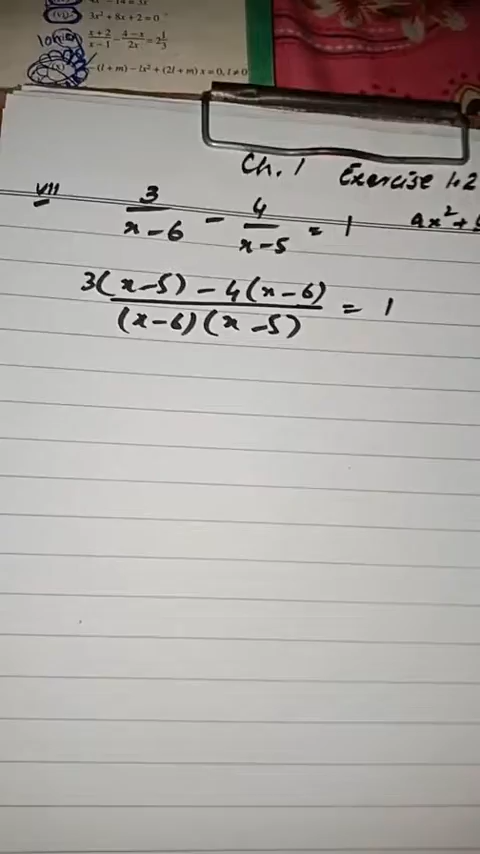 3x² + 8x + 2 = 0
x+2/x−1 − 4−x/2x = 2 1/3
−(l + m) − lx² + (2l + m) x = 0, l ≠ 0
Ch. 1 Exercise 1.2
vii 3/x−6 − 4/x−5 = 1
3(x−5) − 4(x−6)/(x−6)(x−5) = 1